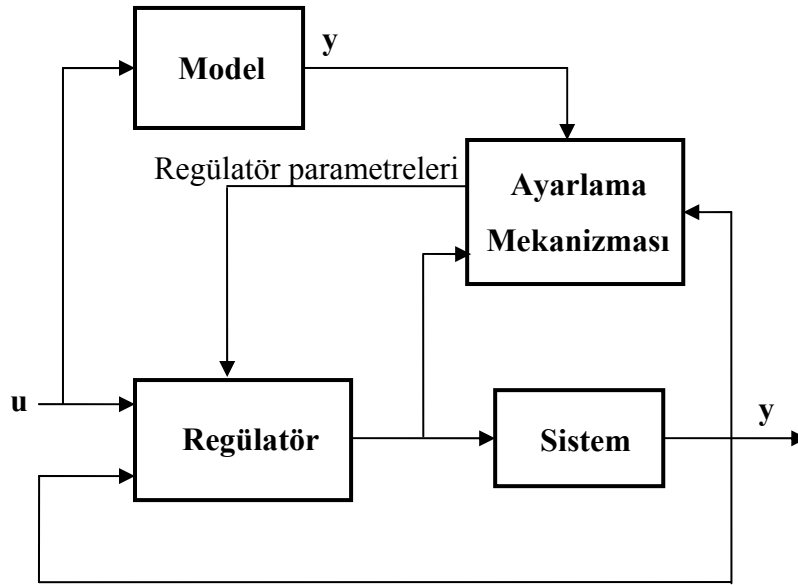 y
Model
Regülatör parametreleri
Ayarlama
Mekanizması
u
Regülatör
Sistem
y